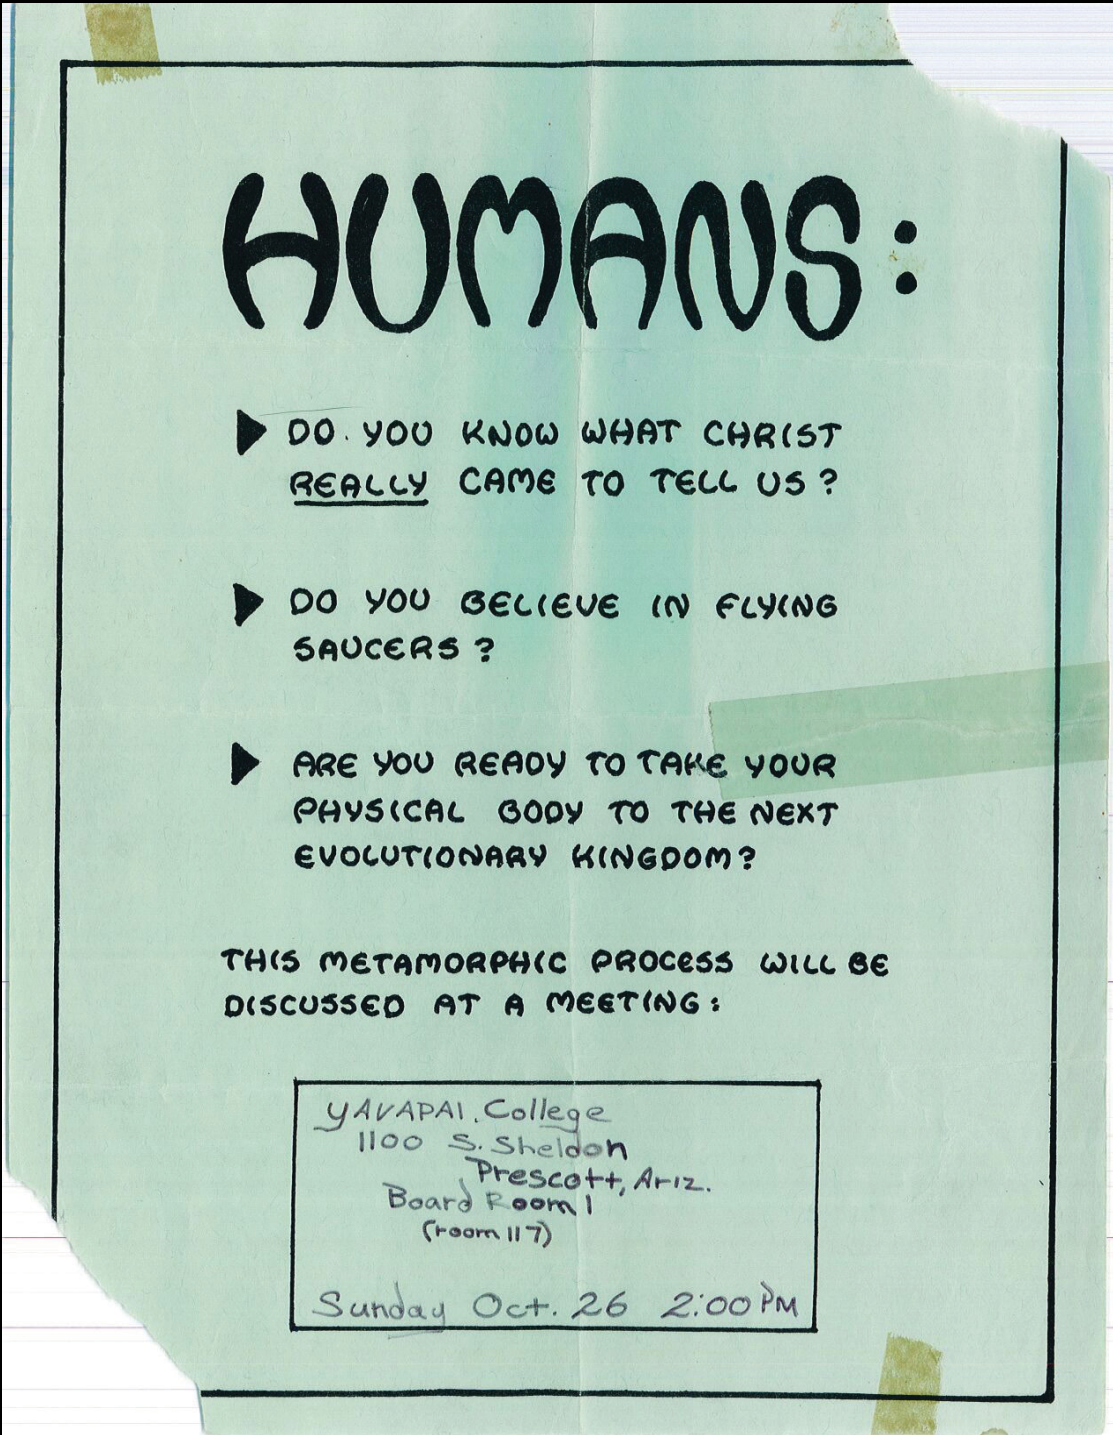 HUMANS:
DO YOU KNOW WHAT CHRIST
REALLY CAME TO TELL US?
DO YOU BELIEVE IN FLYING
SAUCERS?
ARE YOU READY TO TAKE YOUR
PHYSICAL BODY TO THE NEXT
EVOLUTIONARY KINGDOM?
THIS METAMORPHIC PROCESS WILL BE
DISCUSSED AT A MEETING:
YAVAPAI College
1100 S. Sheldon
Prescott, Ariz.
Board Room 1
(room 117)
Sunday Oct. 26 2:00 PM